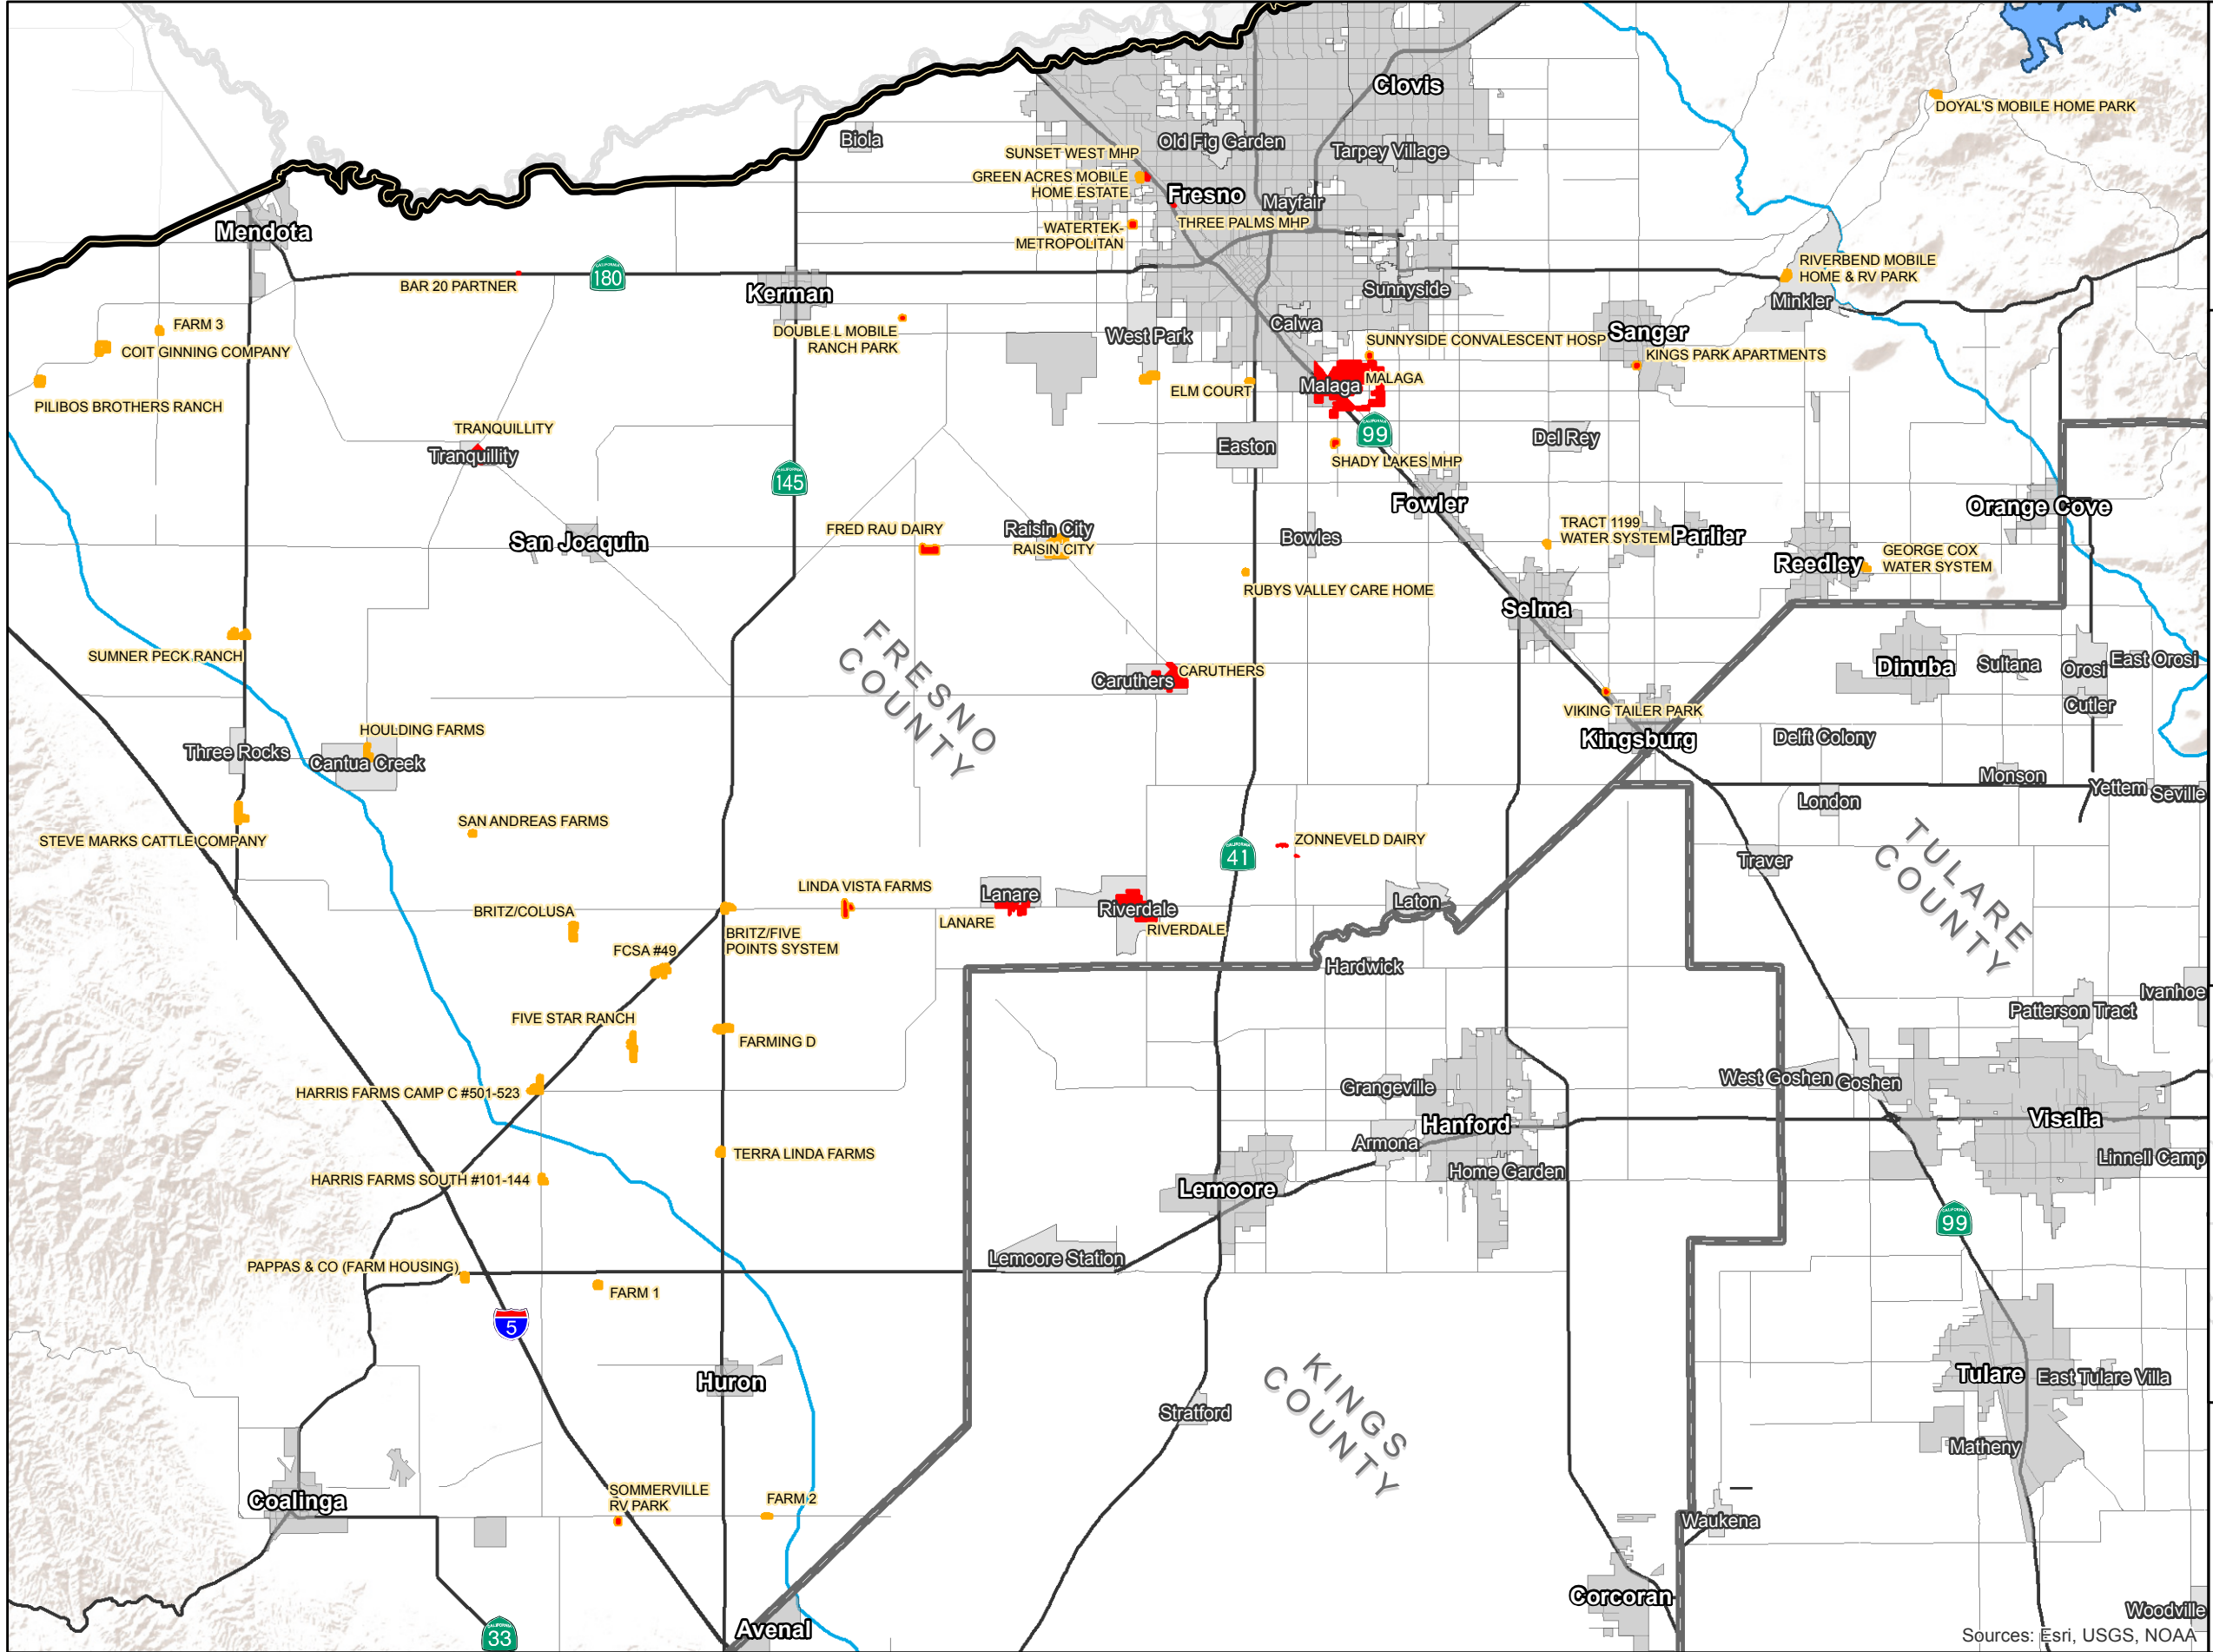 Clovis
DOYAL'S MOBILE HOME PARK
Biola
Old Fig Garden
Tarpey Village
SUNSET WEST MHP
GREEN ACRES MOBILE
HOME ESTATE
Fresno
Mayfair
THREE PALMS MHP
WATERTEK-
METROPOLITAN
Mendota
BAR 20 PARTNER
CALIFORNIA
180
Kerman
Sunnyside
RIVERBEND MOBILE
HOME & RV PARK
Minkler
FARM 3
COIT GINNING COMPANY
PILIBOS BROTHERS RANCH
DOUBLE L MOBILE
RANCH PARK
West Park
Calwa
SUNNYSIDE CONVALESCENT HOSP
Sanger
KINGS PARK APARTMENTS
ELM COURT
Malaga
MALAGA
TRANQUILLITY
Tranquillity
CALIFORNIA
145
Easton
CALIFORNIA
99
SHADY LAKES MHP
Del Rey
Fowler
Orange Cove
San Joaquin
FRED RAU DAIRY
Raisin City
RAISIN CITY
Bowles
TRACT 1199
WATER SYSTEM
Parlier
Reedley
GEORGE COX
WATER SYSTEM
RUBYS VALLEY CARE HOME
Selma
SUMNER PECK RANCH
FRESNO
COUNTY
Caruthers
CARUTHERS
Dinuba
Sultana
Orosi
East Orosi
Cutler
VIKING TAILER PARK
Kingsburg
Delft Colony
HOULDING FARMS
Three Rocks
Cantua Creek
Monson
London
Yettem
Seville
STEVE MARKS CATTLE COMPANY
SAN ANDREAS FARMS
CALIFORNIA
41
ZONNEVELD DAIRY
Traver
TULARE
COUNTY
BRITZ/COLUSA
LINDA VISTA FARMS
Lanare
LANARE
Riverdale
RIVERDALE
Laton
BRITZ/FIVE
POINTS SYSTEM
FCSA #49
Hardwick
Ivanhoe
Patterson Tract
FIVE STAR RANCH
FARMING D
HARRIS FARMS CAMP C #501-523
Grangeville
West Goshen
Goshen
Hanford
Visalia
Armona
TERRA LINDA FARMS
Home Garden
Linnell Camp
HARRIS FARMS SOUTH #101-144
Lemoore
CALIFORNIA
99
PAPPAS & CO (FARM HOUSING)
Lemoore Station
FARM 1
5
Huron
KINGS
COUNTY
Tulare
East Tulare Villa
Stratford
Matheny
Coalinga
SOMMERVILLE
RV PARK
FARM 2
Waukena
Corcoran
Avenal
CALIFORNIA
33
Woodville
Sources: Esri, USGS, NOAA